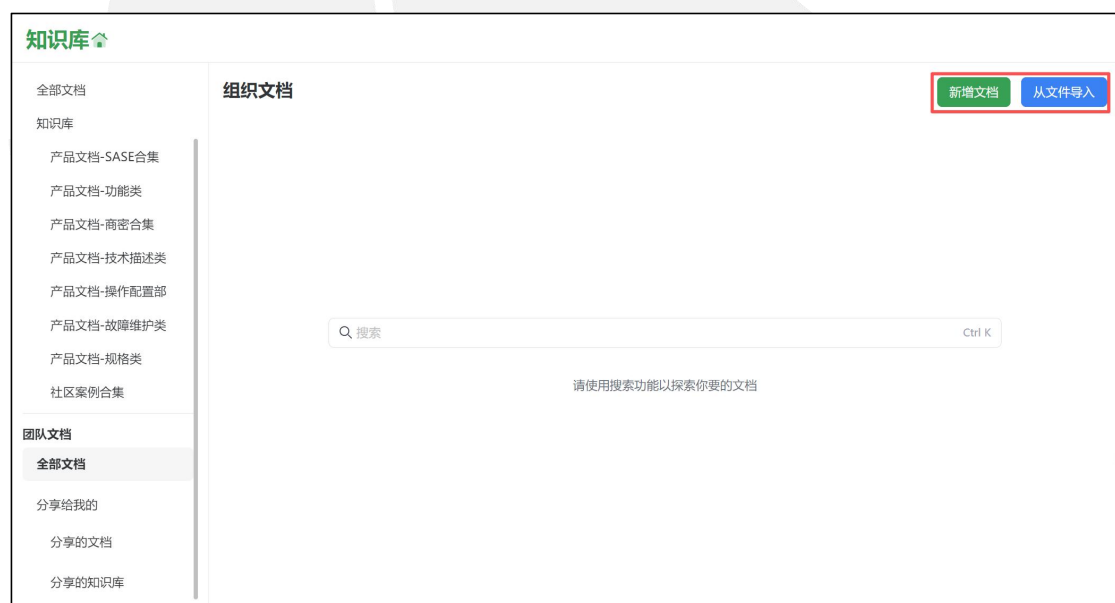 知识库
全部文档
知识库
产品文档-SASE合集
产品文档-功能类
产品文档-商密合集
产品文档-技术描述类
产品文档-操作配置部
产品文档-故障维护类
产品文档-规格类
社区案例合集
团队文档
全部文档
分享给我的
分享的文档
分享的知识库
组织文档
新增文档
从文件导入
搜索
Ctrl K
请使用搜索功能以探索你要的文档